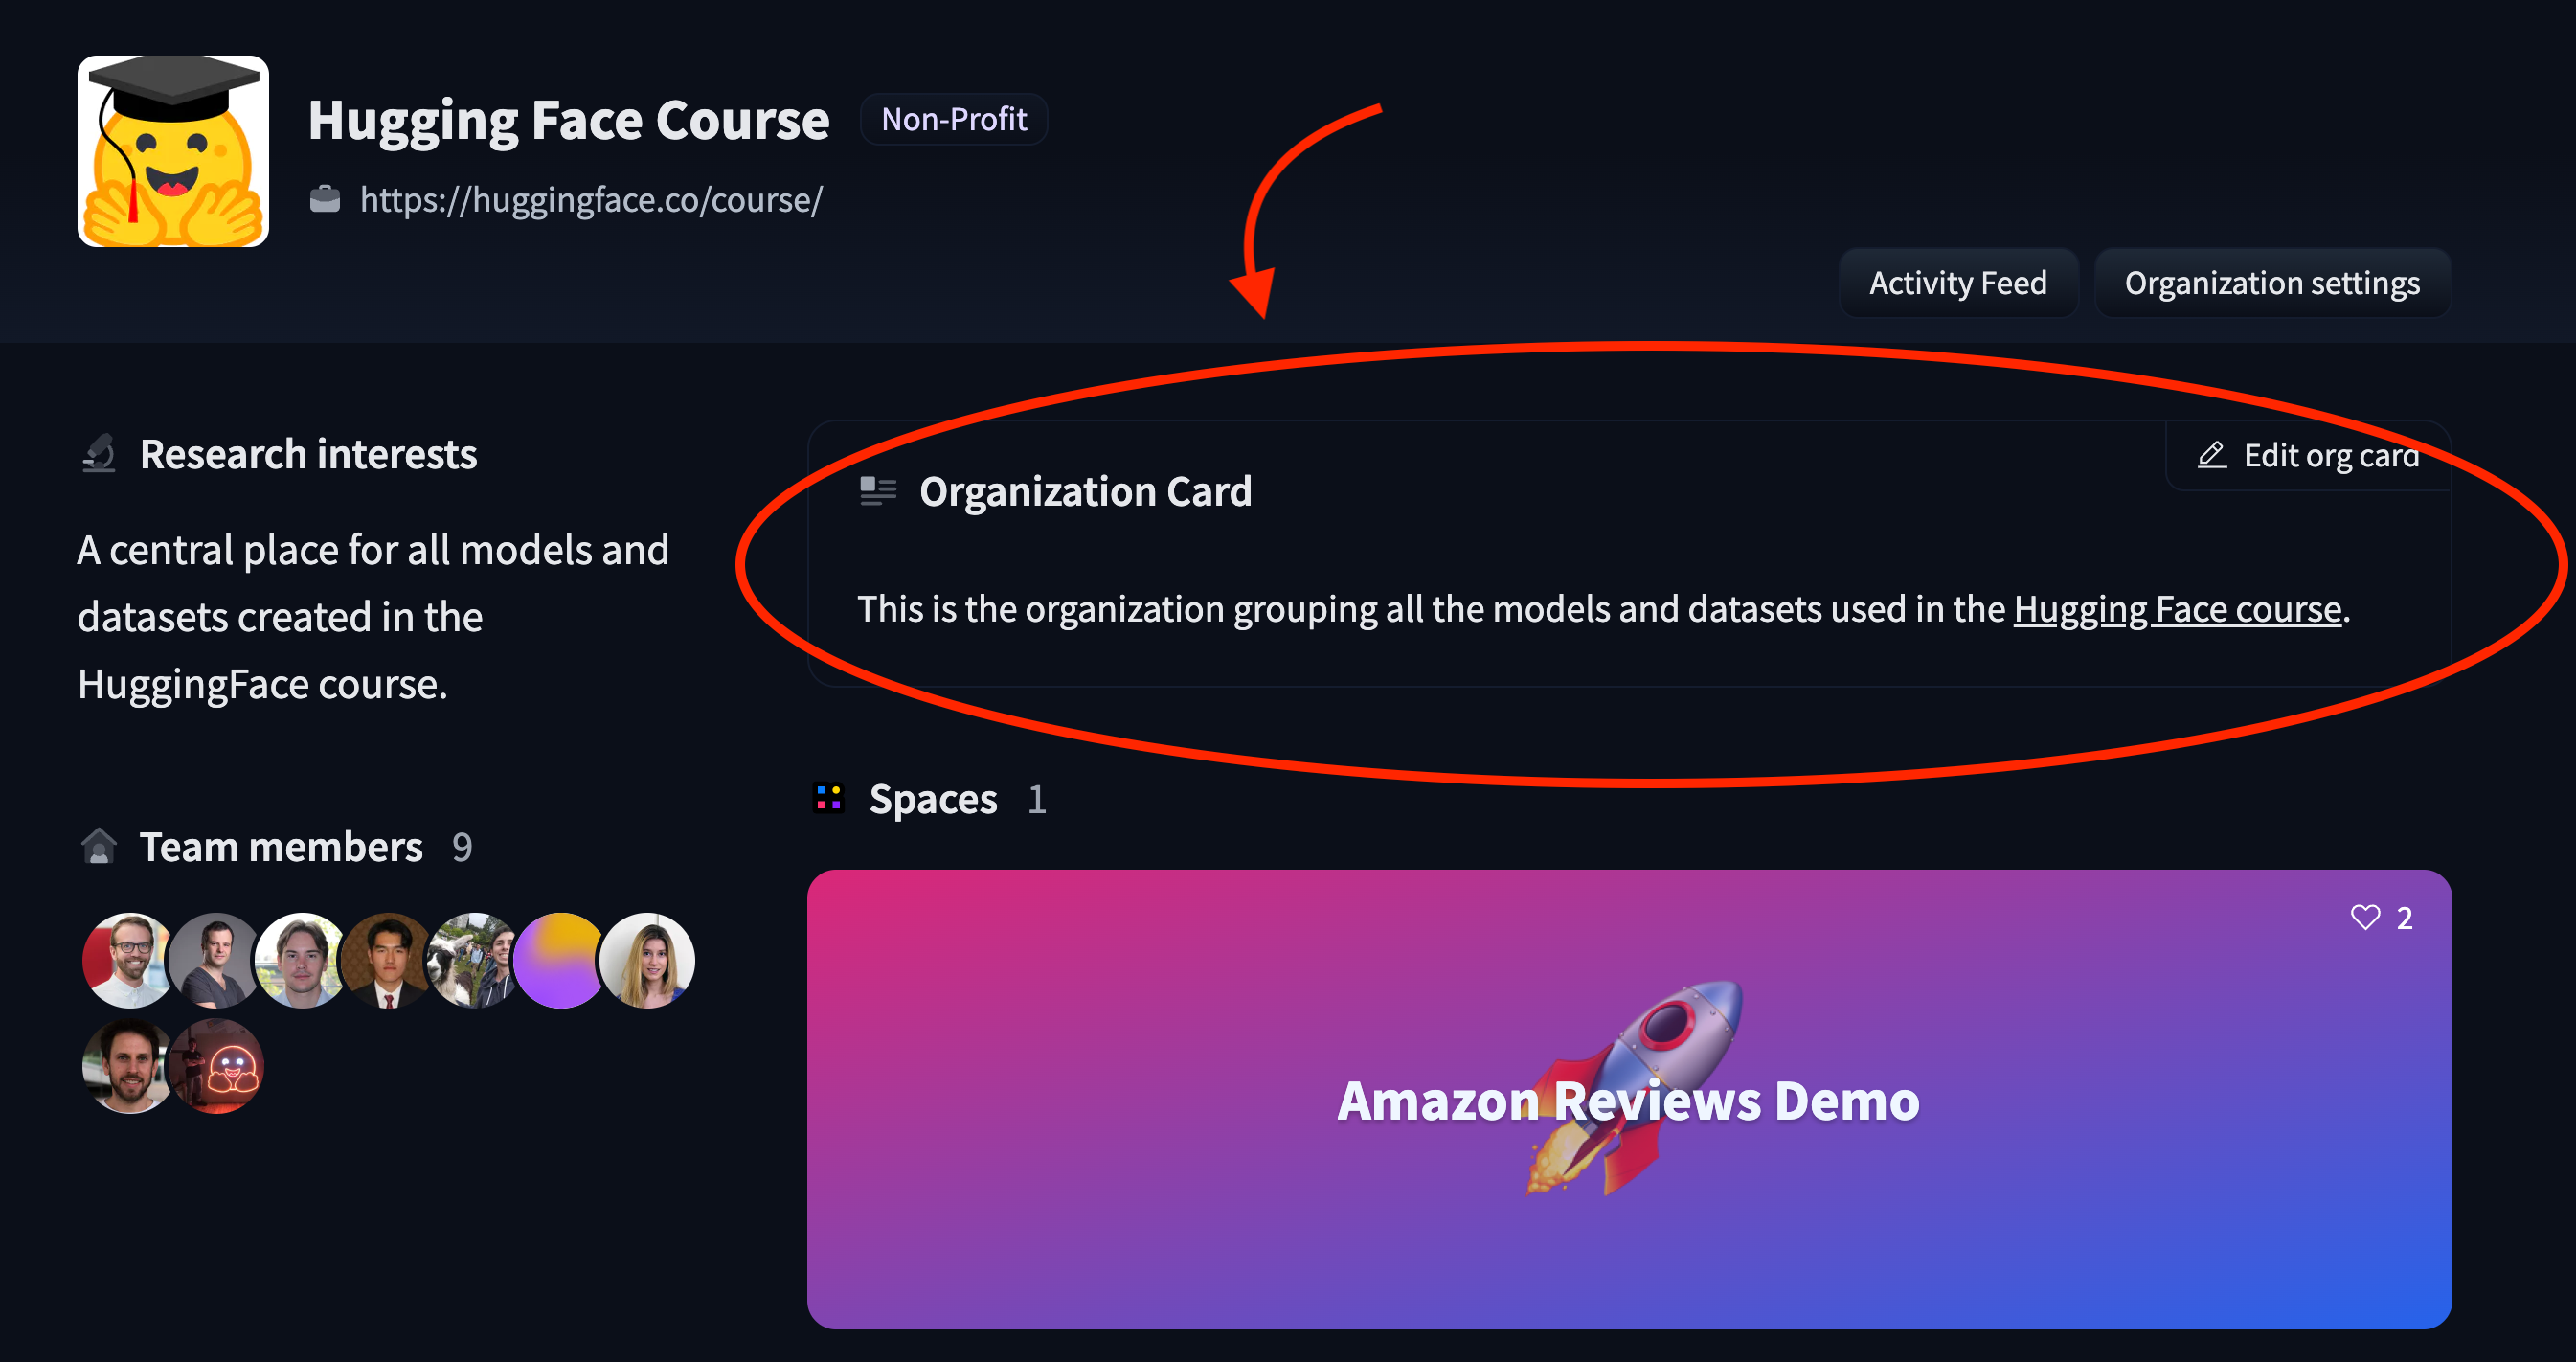 Hugging Face Course
Non-Profit
https://huggingface.co/course/
Activity Feed
Organization settings
Research interests
A central place for all models and
datasets created in the
HuggingFace course.
Team members 9
Organization Card
Edit org card
This is the organization grouping all the models and datasets used in the Hugging Face course.
Spaces 1
2
Amazon Reviews Demo